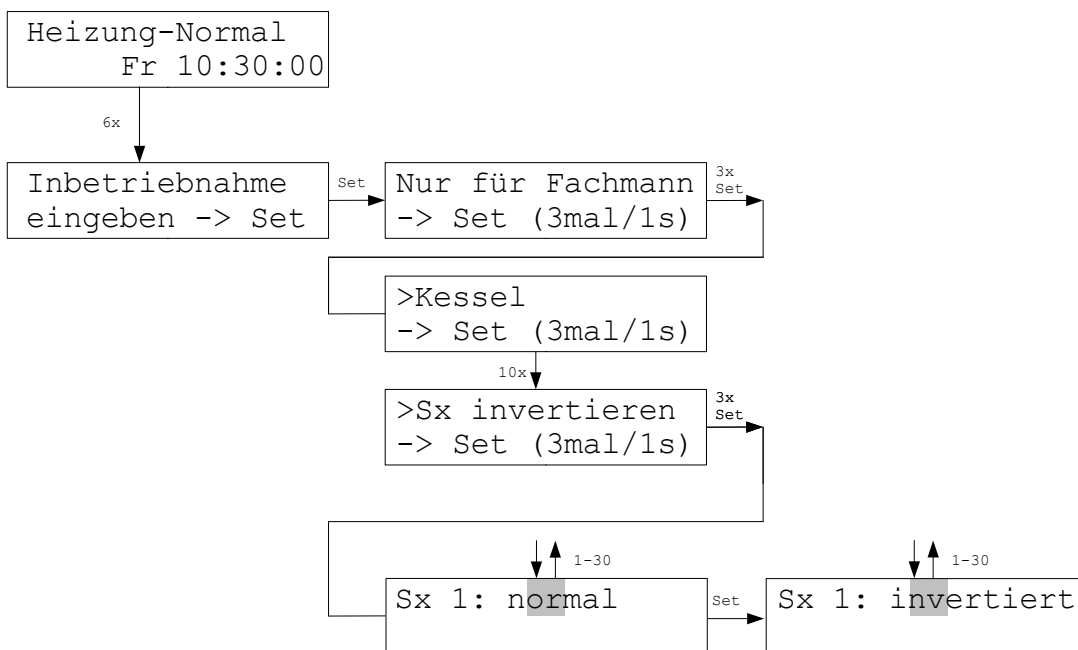 Heizung-Normal
Fr 10:30:00
6x
Inbetriebnahme
eingeben -> Set
Set
Nur für Fachmann
-> Set (3mal/1s)
3x
Set
>Kessel
-> Set (3mal/1s)
10x
>Sx invertieren
-> Set (3mal/1s)
3x
Set
1-30
Sx 1: normal
Set
1-30
Sx 1: invertiert